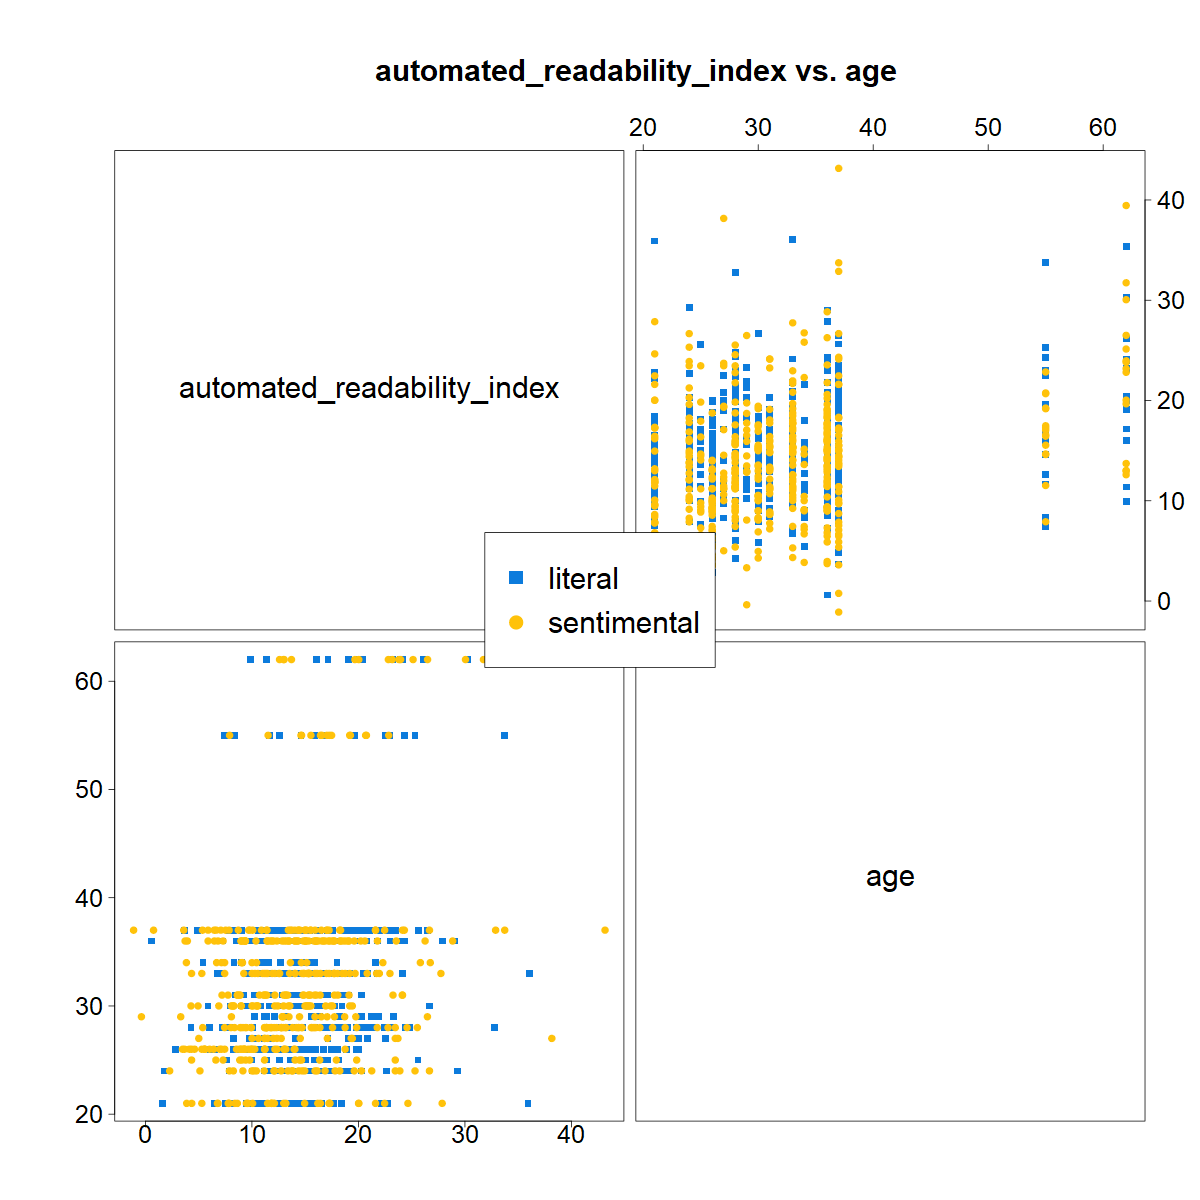 automated_readability_index vs. age
20 30 40 50 60
automated_readability_index
40
30
20
10
0
literal
sentimental
60
50
40
30
20
age
0 10 20 30 40